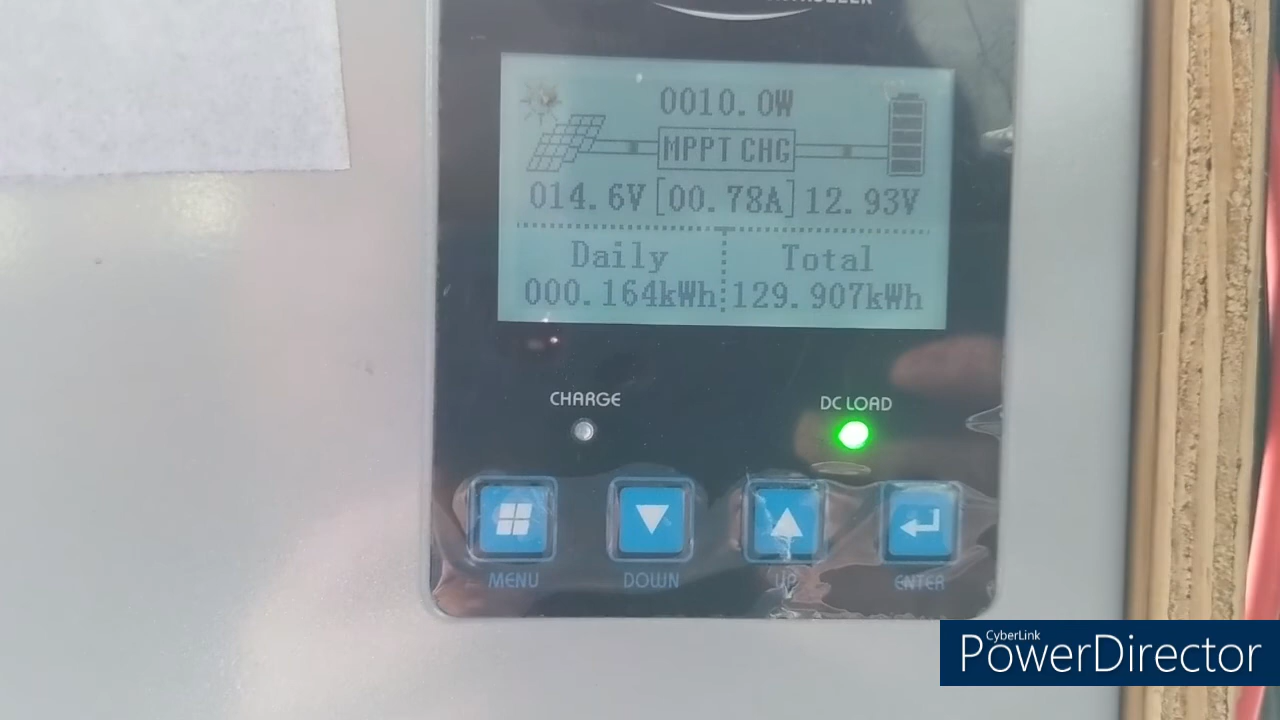 0010.0W
MPPT CHG
014.6V [00.78A] 12.93V
Daily Total
000.164kWh 129.907kWh
CHARGE DC LOAD
MENU DOWN UP ENTER
CyberLink
PowerDirector